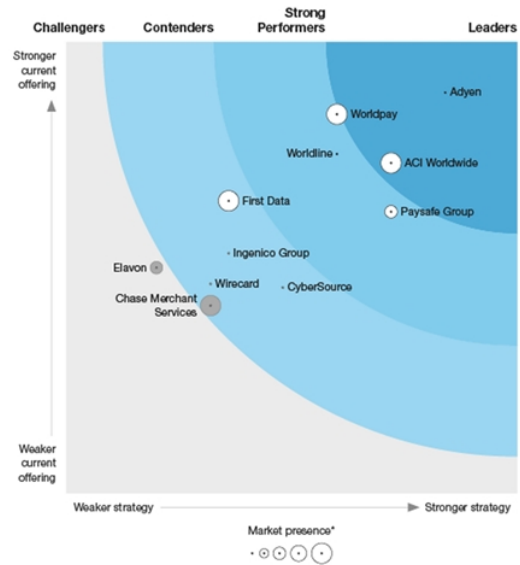 Challengers
Contenders
Strong
Performers
Leaders
Stronger
current
offering
Adyen
Worldpay
Worldline
ACI Worldwide
First Data
Paysafe Group
Ingenico Group
Elavon
Wirecard
CyberSource
Chase Merchant
Services
Weaker
current
offering
Weaker strategy
Stronger strategy
Market presence*